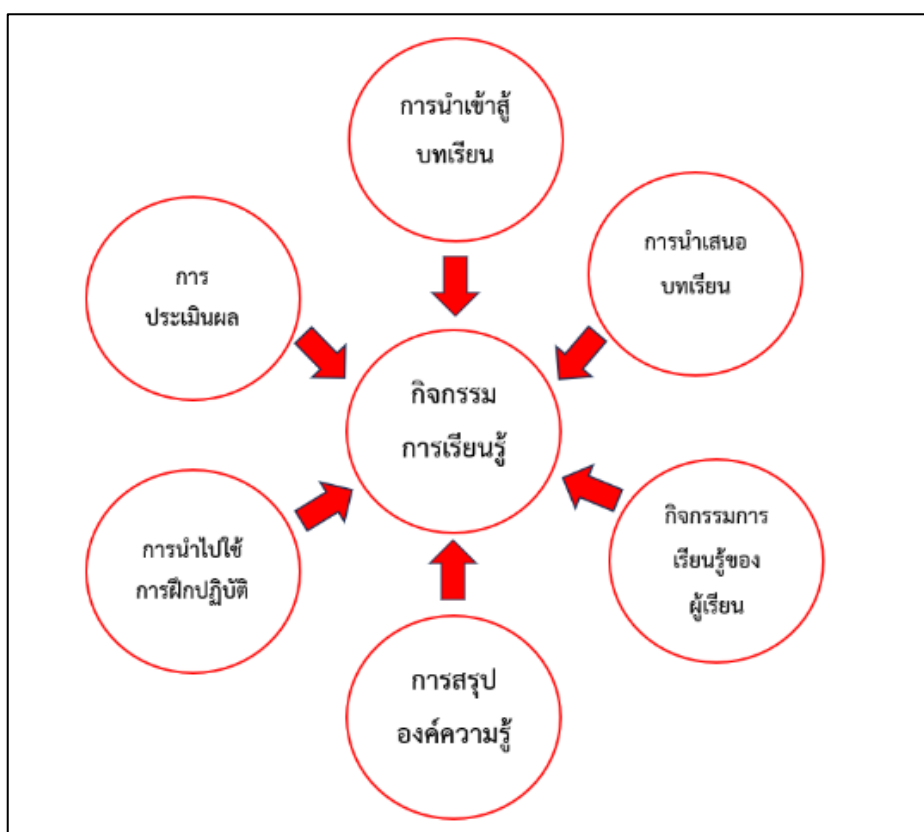 การนำเข้าสู้
บทเรียน
การนำเสนอ
บทเรียน
การ
ประเมินผล
กิจกรรม
การเรียนรู้
กิจกรรมการ
เรียนรู้ของ
ผู้เรียน
การนำไปใช้
การฝึกปฏิบัติ
การสรุป
องค์ความรู้